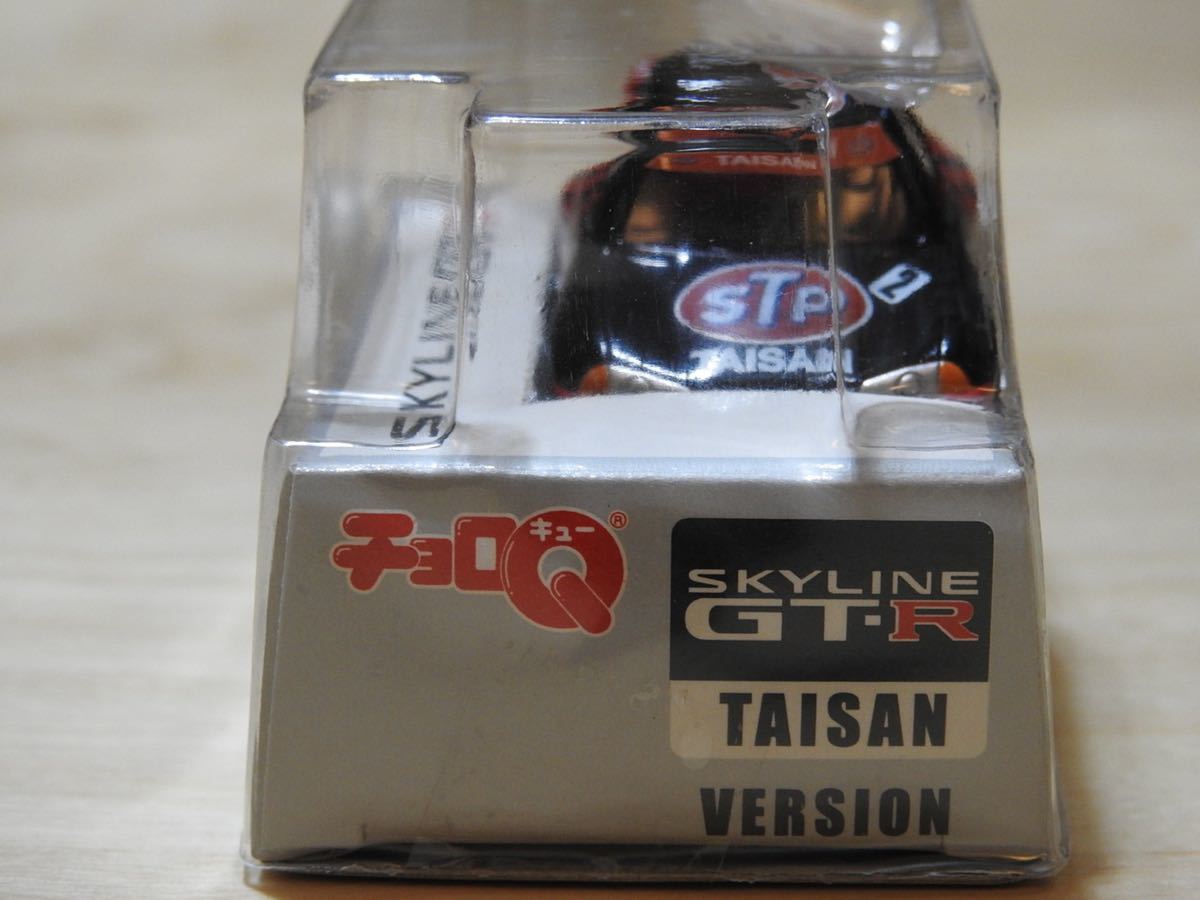 TAISAN
STP
2
TAISAN
SKYLINE
チョロQ
キュー
®
SKYLINE
GT-R
TAISAN
VERSION